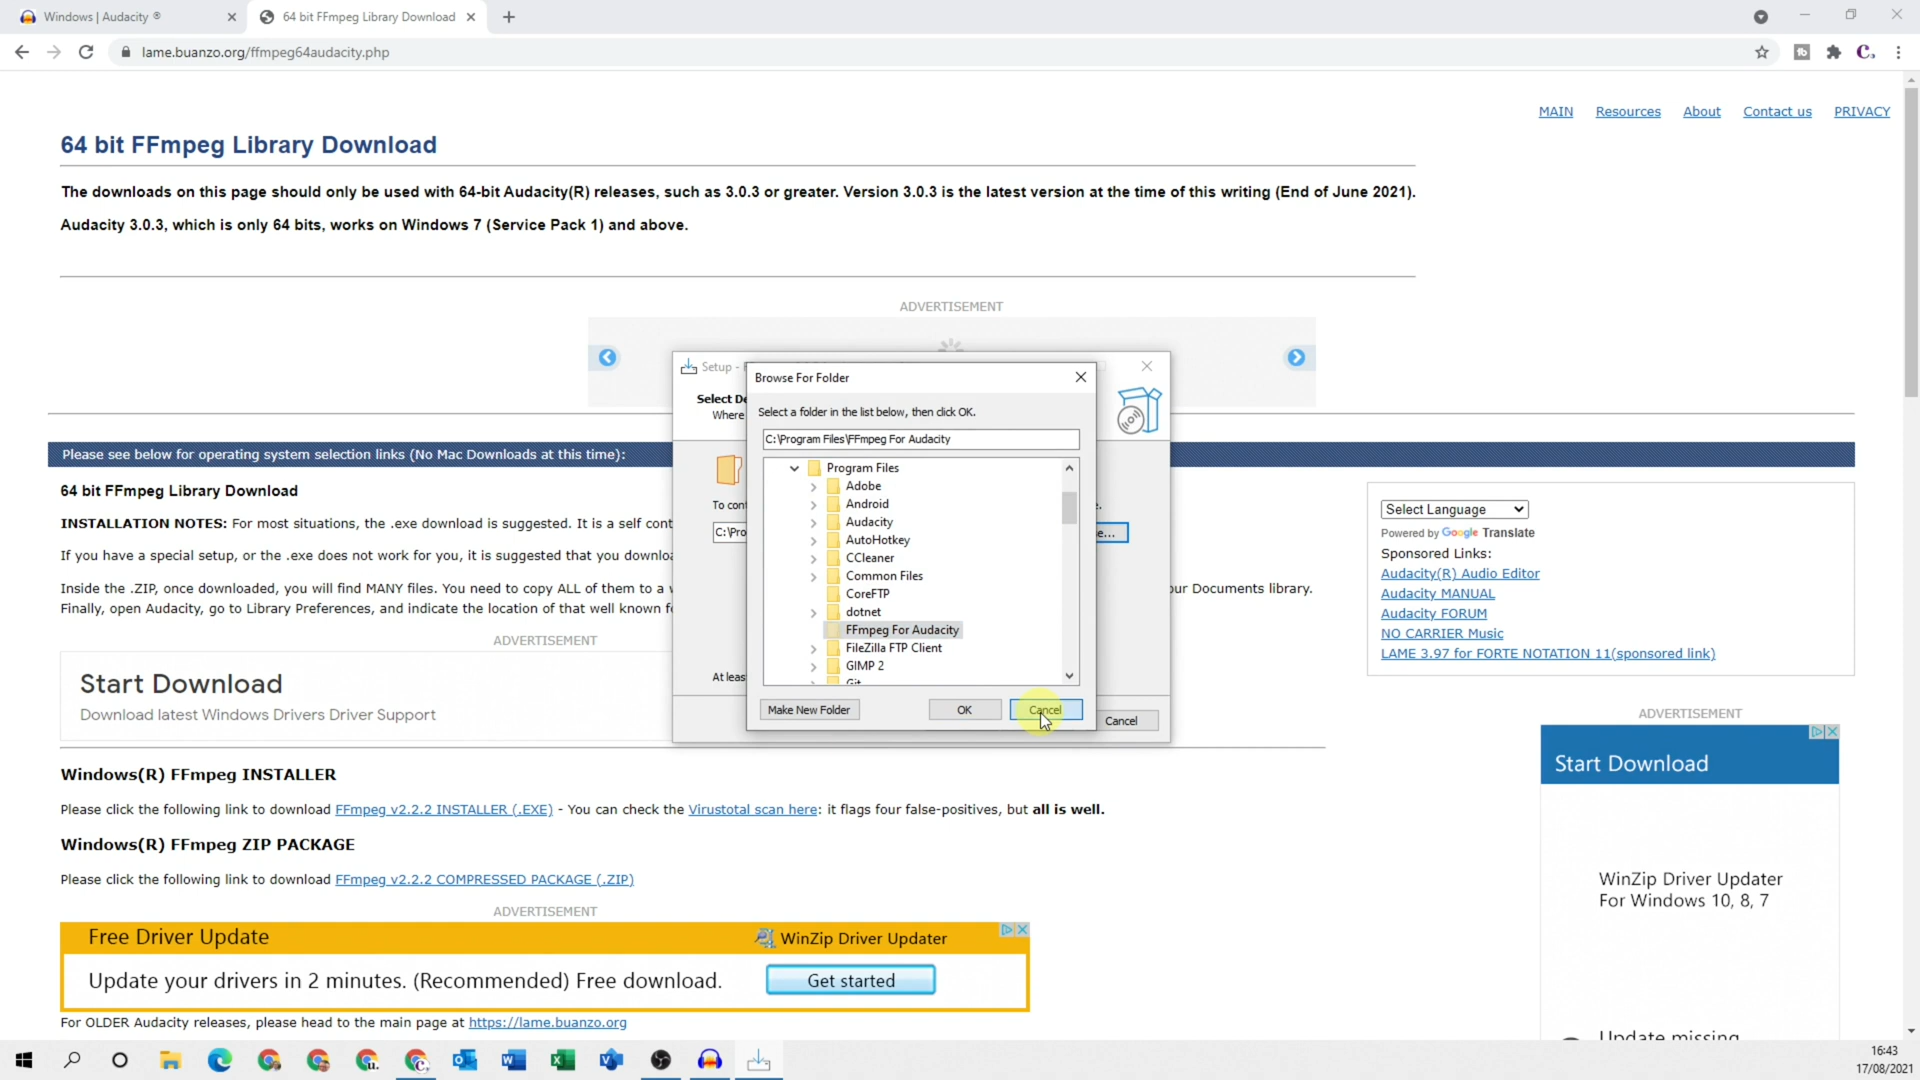 Windows | Audacity ®
64 bit FFmpeg Library Download
lame.buanzo.org/ffmpeg64audacity.php
MAIN Resources About Contact us PRIVACY
64 bit FFmpeg Library Download
The downloads on this page should only be used with 64-bit Audacity(R) releases, such as 3.0.3 or greater. Version 3.0.3 is the latest version at the time of this writing (End of June 2021).
Audacity 3.0.3, which is only 64 bits, works on Windows 7 (Service Pack 1) and above.
ADVERTISEMENT
Setup -
Select De
Where
To cont
C:\Pro
e...
At leas
Cancel
Browse For Folder
Select a folder in the list below, then click OK.
C:\Program Files\FFmpeg For Audacity
Program Files
Adobe
Android
Audacity
AutoHotkey
CCleaner
Common Files
CoreFTP
dotnet
FFmpeg For Audacity
FileZilla FTP Client
GIMP 2
Git
Make New Folder OK Cancel
Please see below for operating system selection links (No Mac Downloads at this time):
64 bit FFmpeg Library Download
INSTALLATION NOTES: For most situations, the .exe download is suggested. It is a self cont
If you have a special setup, or the .exe does not work for you, it is suggested that you downloa
Inside the .ZIP, once downloaded, you will find MANY files. You need to copy ALL of them to a w our Documents library.
Finally, open Audacity, go to Library Preferences, and indicate the location of that well known f
ADVERTISEMENT
Start Download
Download latest Windows Drivers Driver Support
Windows(R) FFmpeg INSTALLER
Please click the following link to download FFmpeg v2.2.2 INSTALLER (.EXE) - You can check the Virustotal scan here: it flags four false-positives, but all is well.
Windows(R) FFmpeg ZIP PACKAGE
Please click the following link to download FFmpeg v2.2.2 COMPRESSED PACKAGE (.ZIP)
ADVERTISEMENT
Free Driver Update
WinZip Driver Updater
Update your drivers in 2 minutes. (Recommended) Free download.
Get started
For OLDER Audacity releases, please head to the main page at https://lame.buanzo.org
Select Language
Powered by Google Translate
Sponsored Links:
Audacity(R) Audio Editor
Audacity MANUAL
Audacity FORUM
NO CARRIER Music
LAME 3.97 for FORTE NOTATION 11(sponsored link)
ADVERTISEMENT
Start Download
WinZip Driver Updater
For Windows 10, 8, 7
Update missing
16:43
17/08/2021